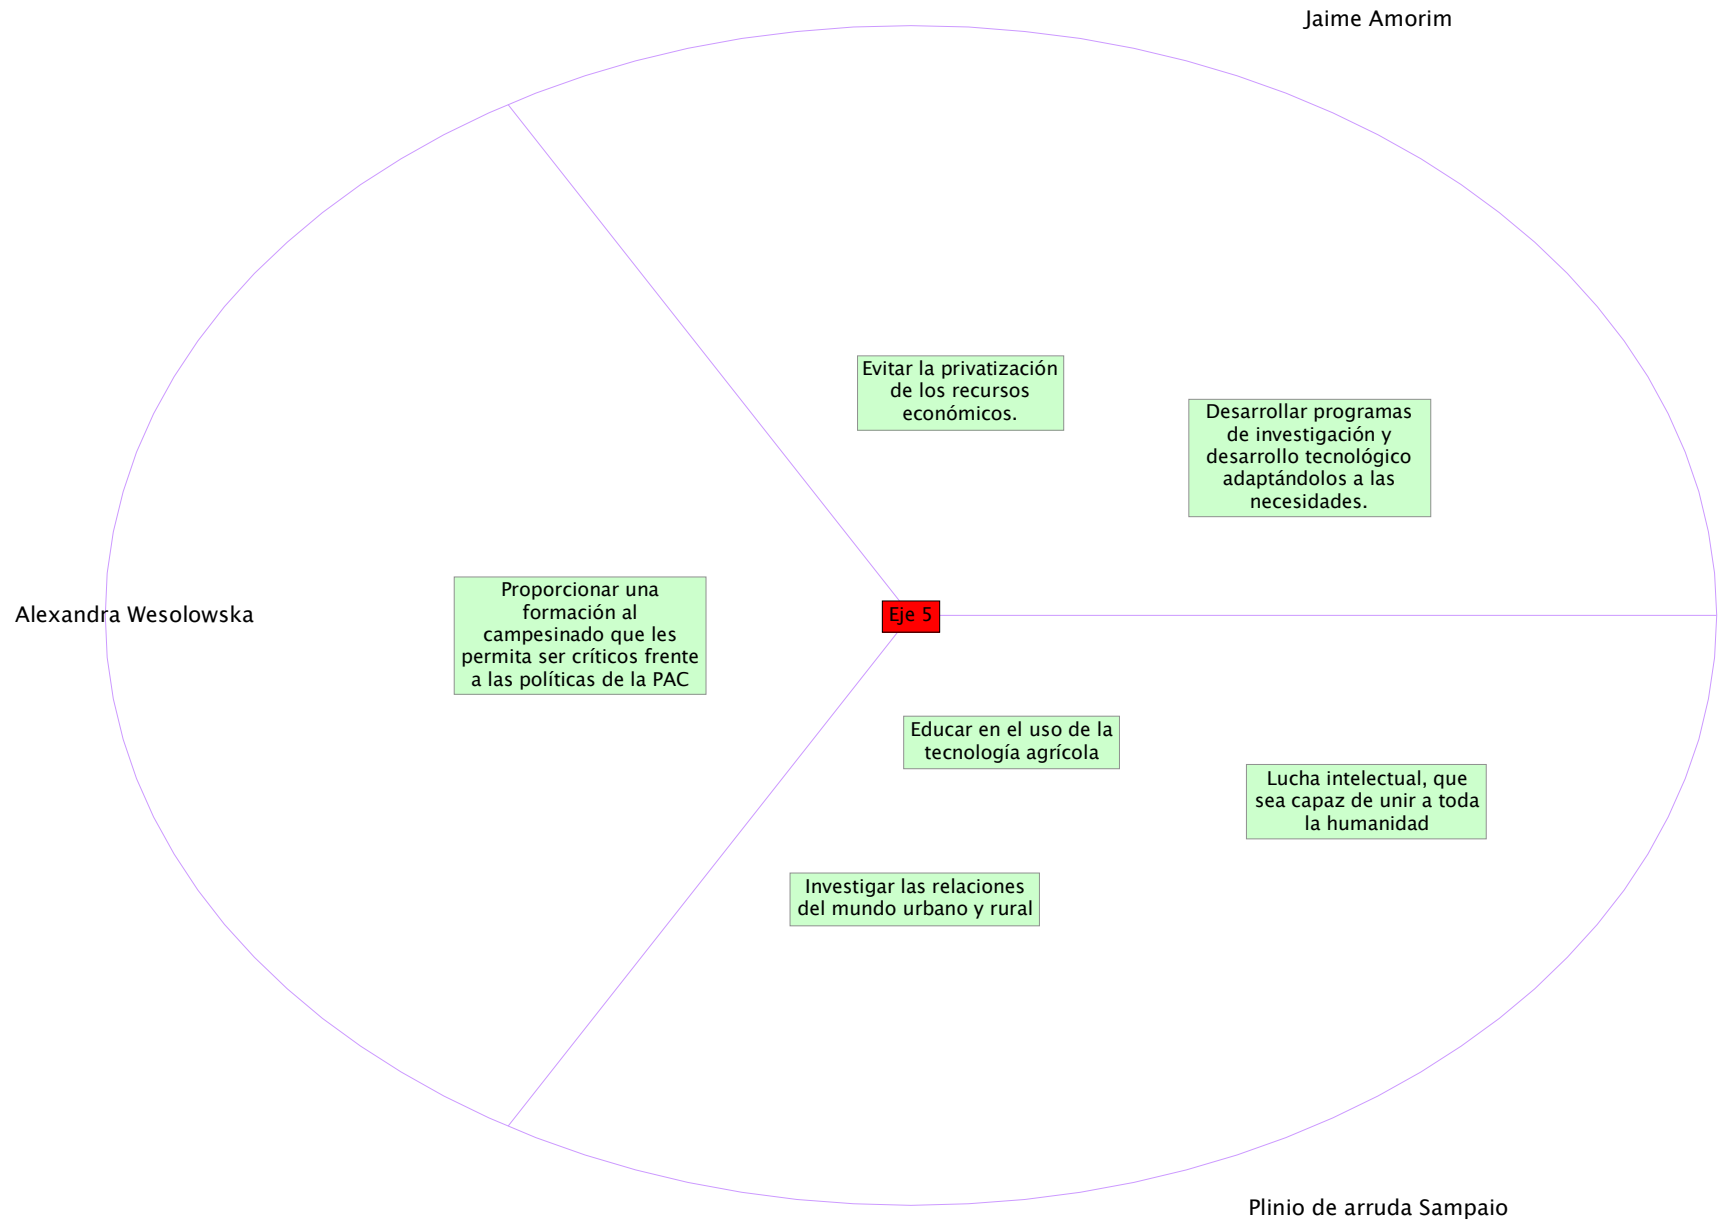 Jaime Amorim
Evitar la privatización
de los recursos
económicos.
Desarrollar programas
de investigación y
desarrollo tecnológico
adaptándolos a las
necesidades.
Alexandra Wesolowska
Proporcionar una
formación al
campesinado que les
permita ser críticos frente
a las políticas de la PAC
Eje 5
Educar en el uso de la
tecnología agrícola
Lucha intelectual, que
sea capaz de unir a toda
la humanidad
Investigar las relaciones
del mundo urbano y rural
Plinio de arruda Sampaio